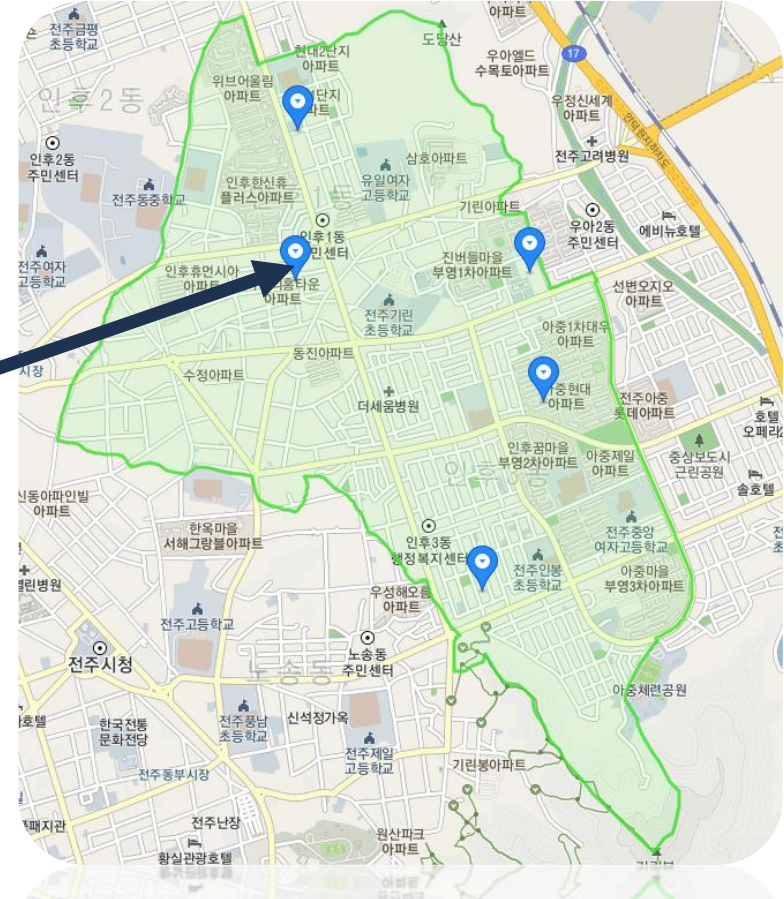 아파트
전주금평
초등학교
도당산
현대2단지
아파트
우아엘드
수목토아파트
17
위브어울림
아파트
우정신세계
아파트
인후2동
안덕원지하차도
인후2동
주민센터
전주고려병원
삼호아파트
전주동중학교
인후한신휴
플러스아파트
유일여자
고등학교
기린아파트
인후1동
우아2동
주민센터
에비뉴호텔
전주여자
고등학교
진버들마을
부영1차아파트
인후휴먼시아
아파트
선변오지오
아파트
전주기린
초등학교
아중1차대우
아파트
시장
동진아파트
수정아파트
더세움병원
아중현대
아파트
전주아중
롯데아파트
호텔
오페라
인후꿈마을
부영2차아파트
아중제일
아파트
중상보도시
근린공원
솔호텔
신동아파인빌
아파트
한옥마을
서해그랑블아파트
인후3동
행정복지센터
전주중앙
여자고등학교
전주인봉
초등학교
아중마을
부영3차아파트
열린병원
우성해오름
아파트
전주고등학교
전주시청
노송동
노송동
주민센터
아중체련공원
호텔
한국전통
문화전당
전주풍남
초등학교
신석정가옥
전주제일
고등학교
기린봉아파트
전주동부시장
전주난장
원산파크
아파트
황실관광호텔